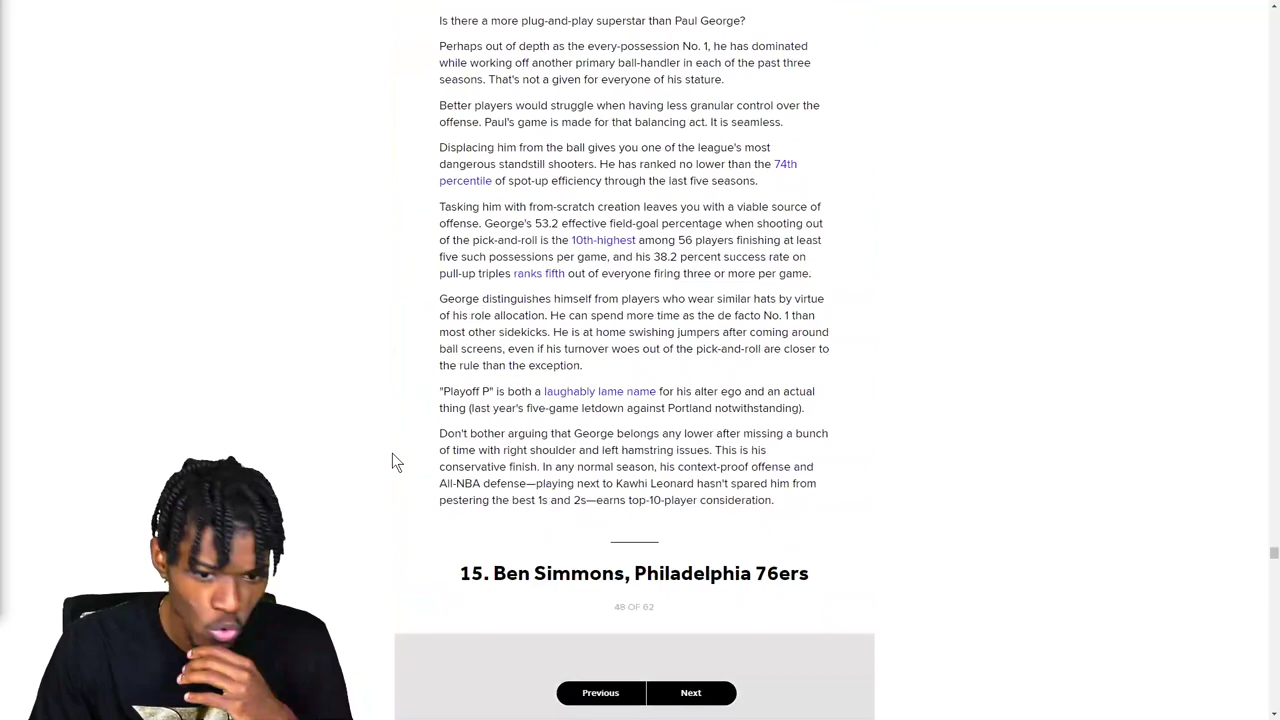 Is there a more plug-and-play superstar than Paul George?
Perhaps out of depth as the every-possession No. 1, he has dominated
while working off another primary ball-handler in each of the past three
seasons. That's not a given for everyone of his stature.
Better players would struggle when having less granular control over the
offense. Paul's game is made for that balancing act. It is seamless.
Displacing him from the ball gives you one of the league's most
dangerous standstill shooters. He has ranked no lower than the 74th
percentile of spot-up efficiency through the last five seasons.
Tasking him with from-scratch creation leaves you with a viable source of
offense. George's 53.2 effective field-goal percentage when shooting out
of the pick-and-roll is the 10th-highest among 56 players finishing at least
five such possessions per game, and his 38.2 percent success rate on
pull-up triples ranks fifth out of everyone firing three or more per game.
George distinguishes himself from players who wear similar hats by virtue
of his role allocation. He can spend more time as the de facto No. 1 than
most other sidekicks. He is at home swishing jumpers after coming around
ball screens, even if his turnover woes out of the pick-and-roll are closer to
the rule than the exception.
"Playoff P" is both a laughably lame name for his alter ego and an actual
thing (last year's five-game letdown against Portland notwithstanding).
Don't bother arguing that George belongs any lower after missing a bunch
of time with right shoulder and left hamstring issues. This is his
conservative finish. In any normal season, his context-proof offense and
All-NBA defense—playing next to Kawhi Leonard hasn't spared him from
pestering the best 1s and 2s—earns top-10-player consideration.
15. Ben Simmons, Philadelphia 76ers
48 OF 62
Previous
Next